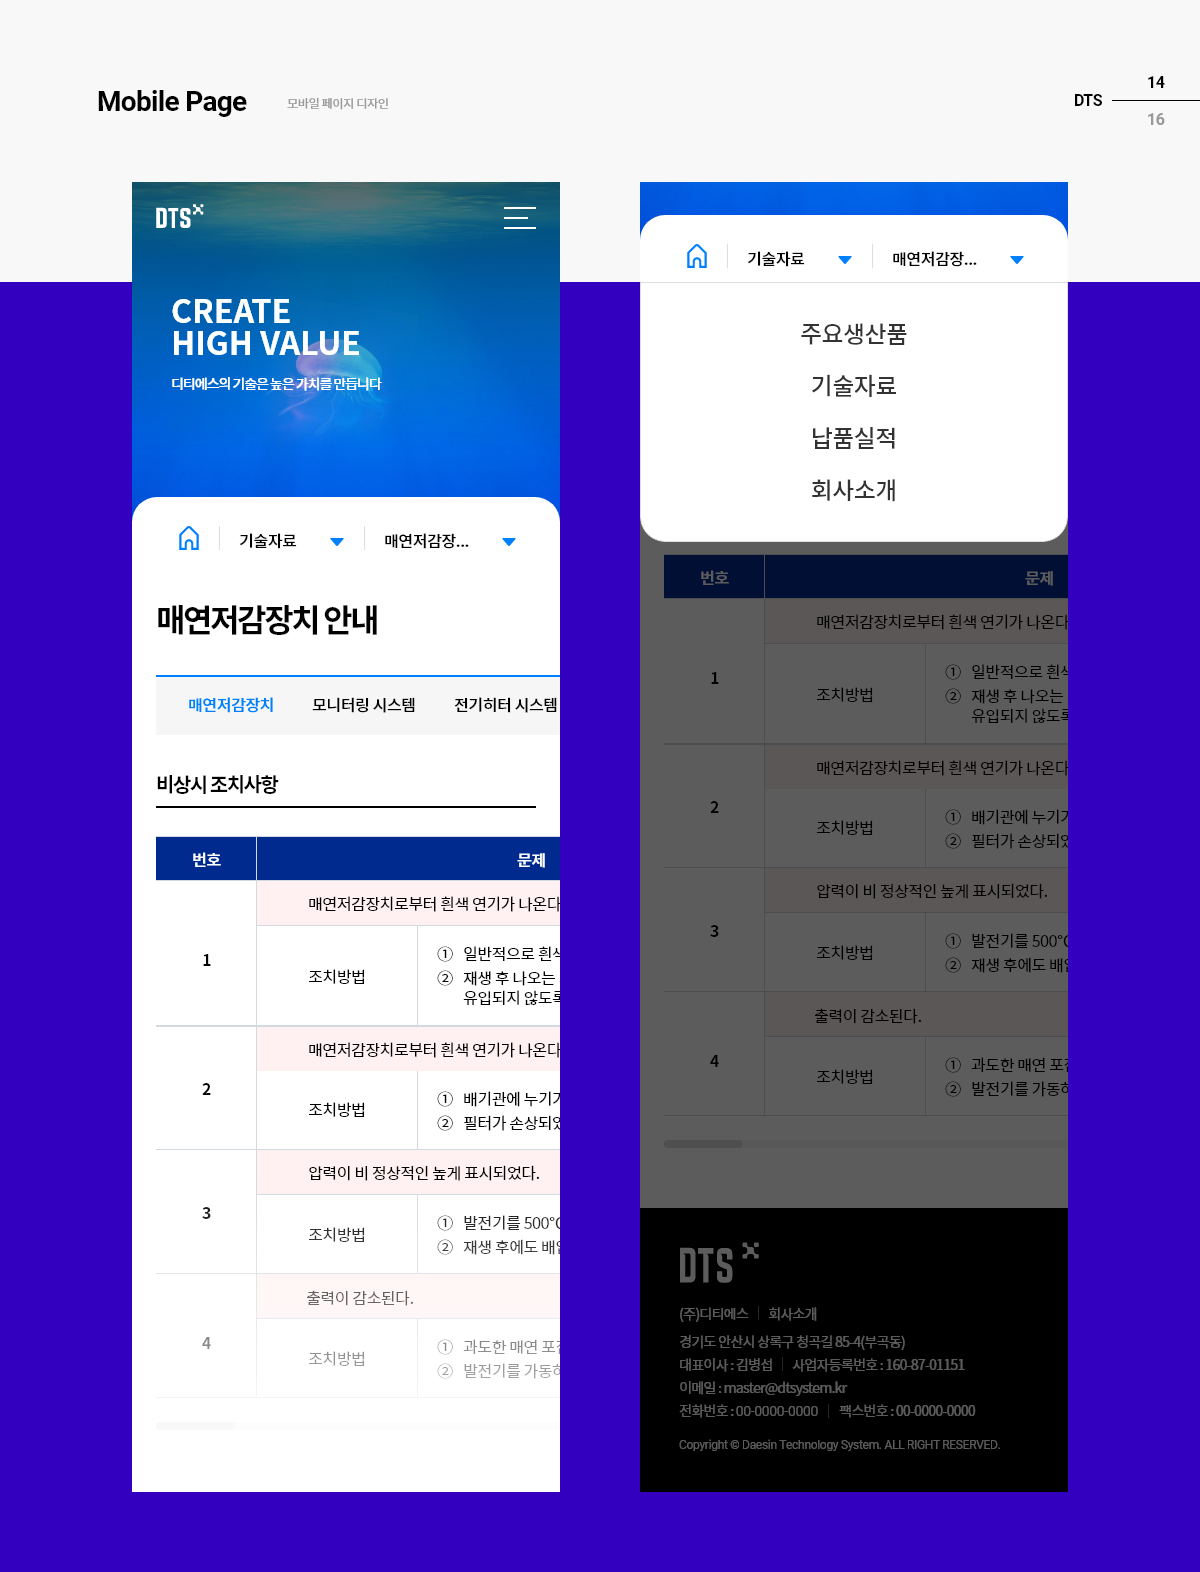 Mobile Page
모바일 페이지 디자인
DTS
14
16
DTS
CREATE
HIGH VALUE
디티에스의 기술은 높은 가치를 만듭니다
기술자료
매연저감장...
매연저감장치 안내
매연저감장치
모니터링 시스템
전기히터 시스템
비상시 조치사항
번호
문제
1
매연저감장치로부터 흰색 연기가 나온다
조치방법
① 일반적으로 흰색
② 재생 후 나오는
유입되지 않도록
2
매연저감장치로부터 흰색 연기가 나온다
조치방법
① 배기관에 누기가
② 필터가 손상되었
3
압력이 비 정상적인 높게 표시되었다.
조치방법
① 발전기를 500°C
② 재생 후에도 배압
4
출력이 감소된다.
조치방법
① 과도한 매연 포집
② 발전기를 가동하
기술자료
매연저감장...
주요생산품
기술자료
납품실적
회사소개
번호
문제
1
매연저감장치로부터 흰색 연기가 나온다
조치방법
① 일반적으로 흰색
② 재생 후 나오는
유입되지 않도록
2
매연저감장치로부터 흰색 연기가 나온다
조치방법
① 배기관에 누기가
② 필터가 손상되었
3
압력이 비 정상적인 높게 표시되었다.
조치방법
① 발전기를 500°C
② 재생 후에도 배압
4
출력이 감소된다.
조치방법
① 과도한 매연 포집
② 발전기를 가동하
DTS
(주)디티에스 | 회사소개
경기도 안산시 상록구 청곡길 85-4(부곡동)
대표이사 : 김병섭 | 사업자등록번호 : 160-87-01151
이메일 : master@dtsystem.kr
전화번호 : 00-0000-0000 | 팩스번호 : 00-0000-0000
Copyright © Daesin Technology System. ALL RIGHT RESERVED.